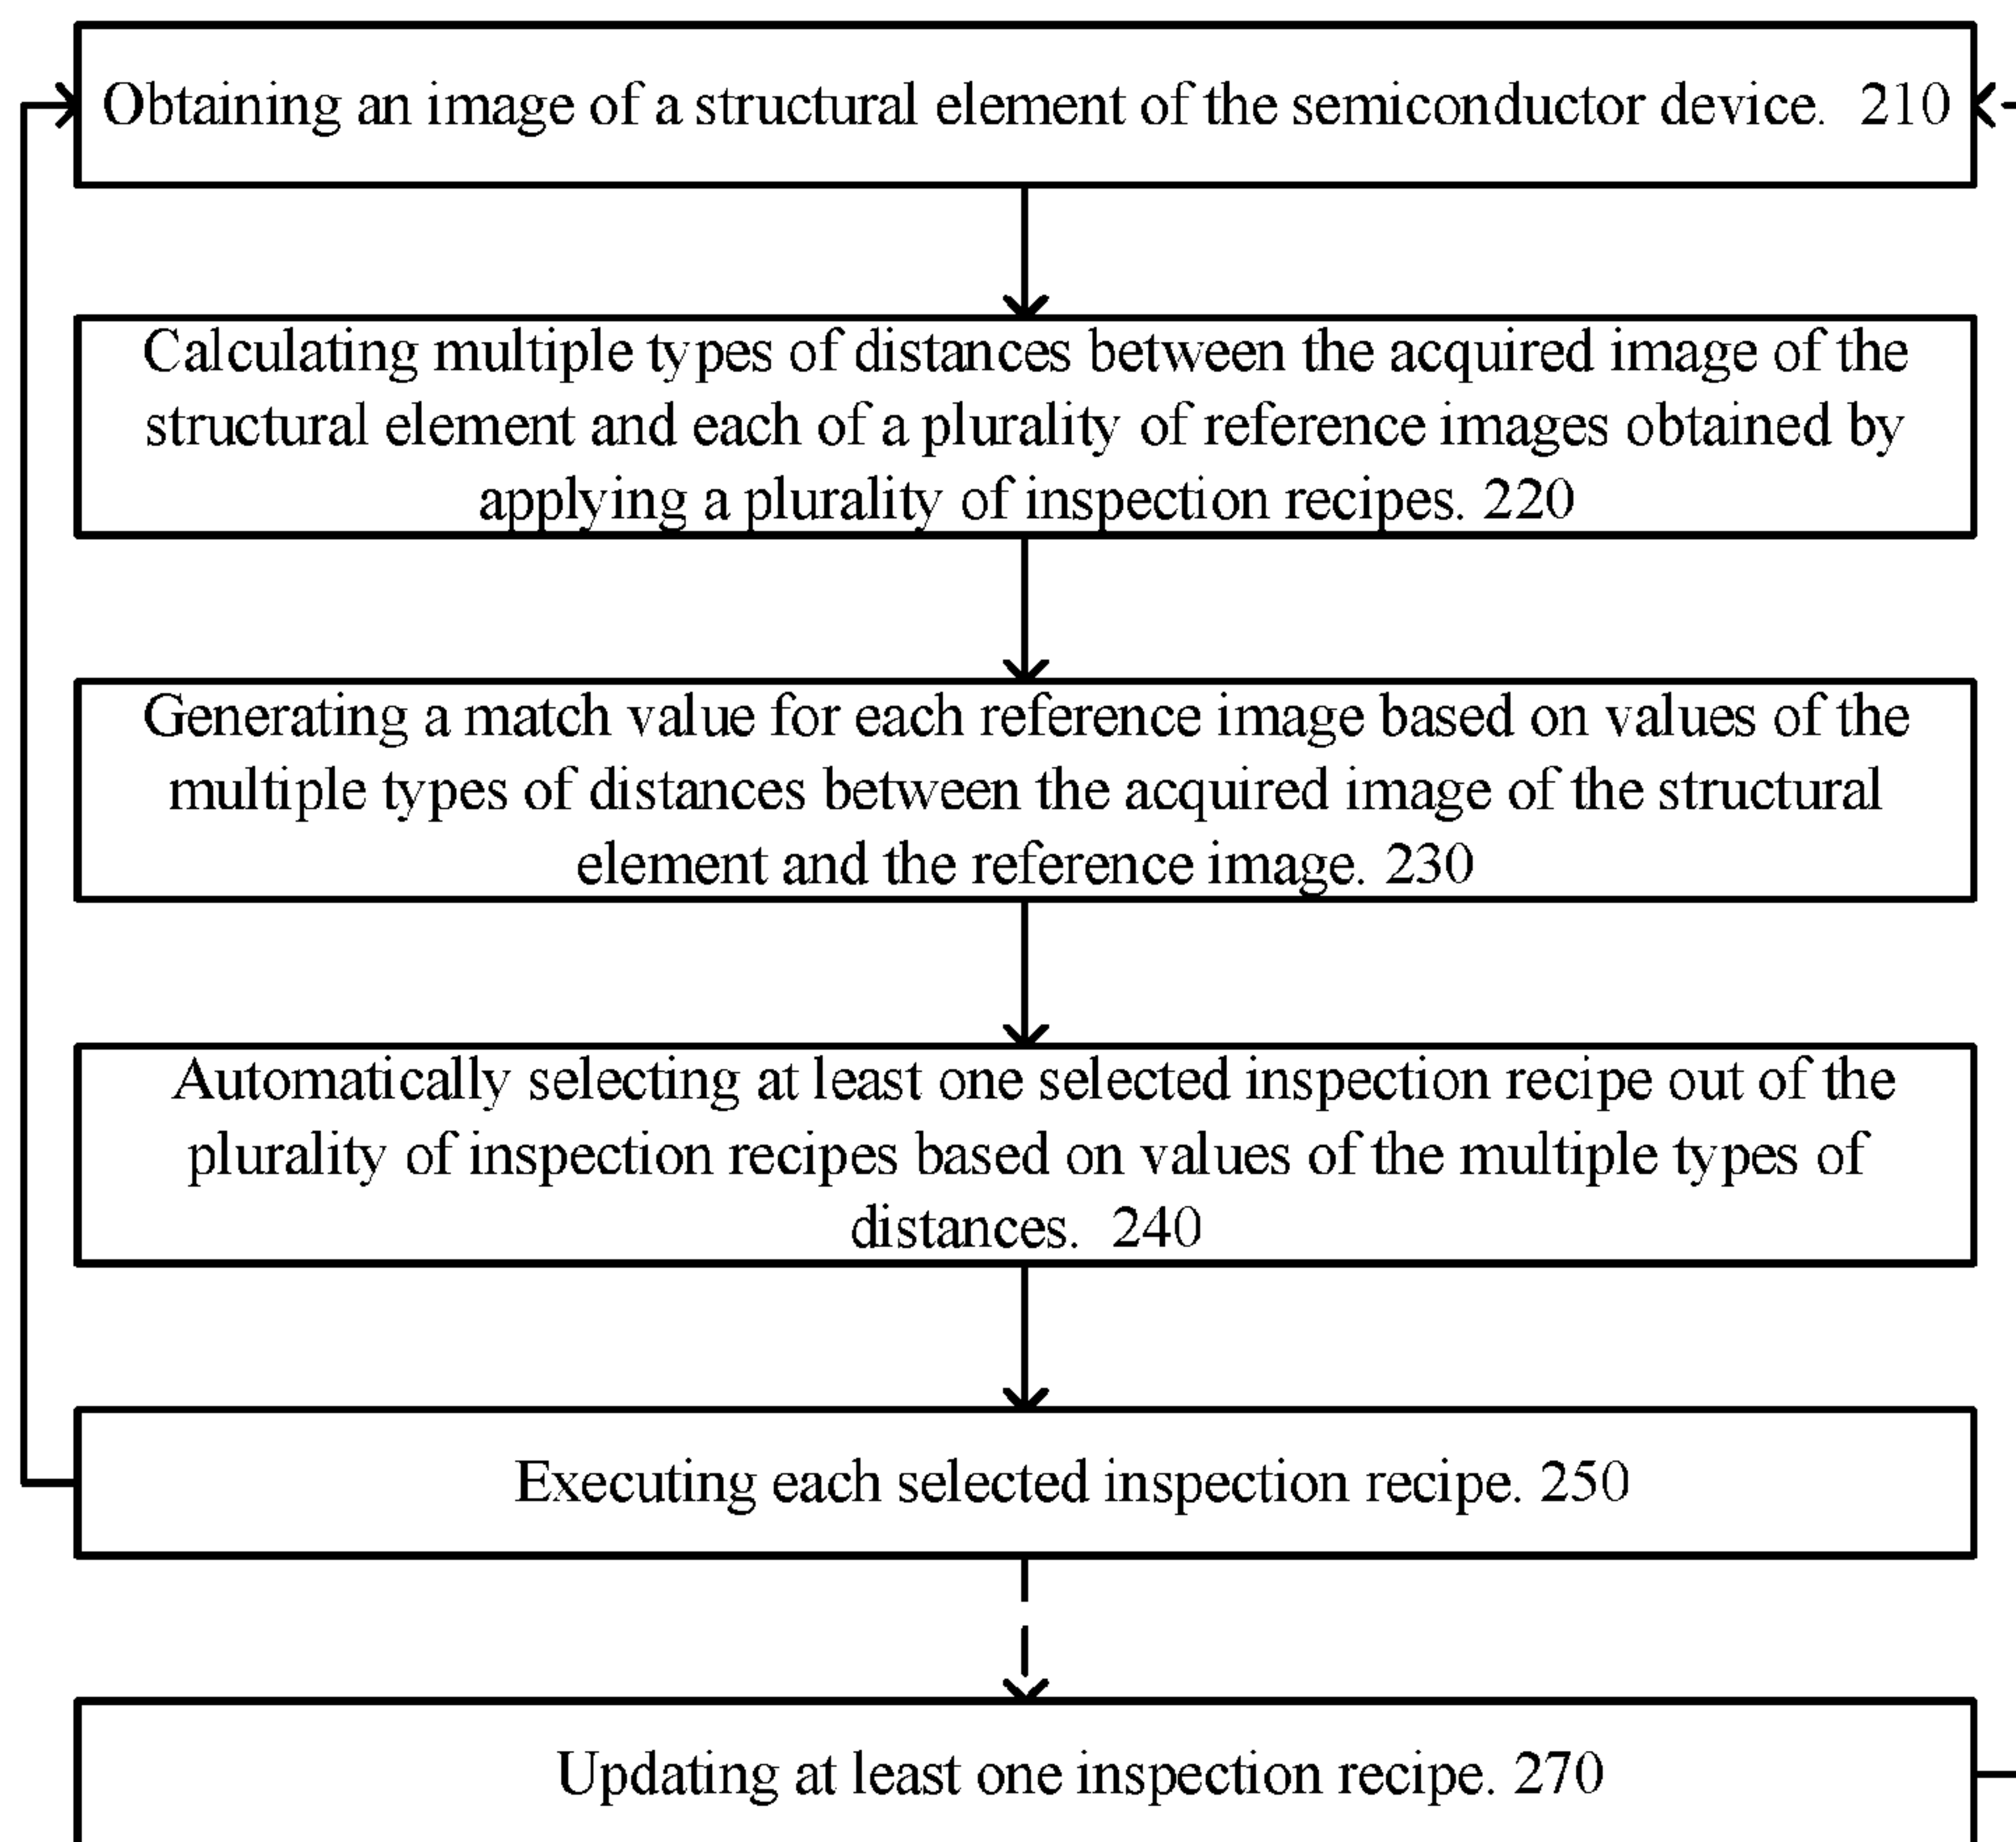 Obtaining an image of a structural element of the semiconductor device. 210
Calculating multiple types of distances between the acquired image of the
structural element and each of a plurality of reference images obtained by
applying a plurality of inspection recipes. 220
Generating a match value for each reference image based on values of the
multiple types of distances between the acquired image of the structural
element and the reference image. 230
Automatically selecting at least one selected inspection recipe out of the
plurality of inspection recipes based on values of the multiple types of
distances. 240
Executing each selected inspection recipe. 250
Updating at least one inspection recipe. 270